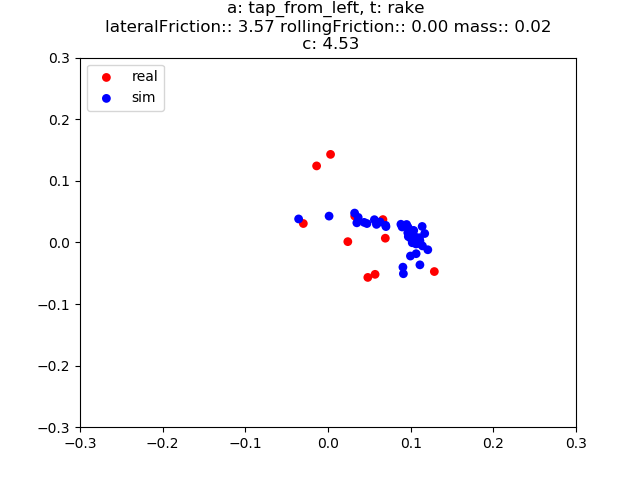 a: tap_from_left, t: rake
lateralFriction:: 3.57 rollingFriction:: 0.00 mass:: 0.02
c: 4.53
real
sim
0.3
0.2
0.1
0.0
−0.1
−0.2
−0.3
−0.3 −0.2 −0.1 0.0 0.1 0.2 0.3